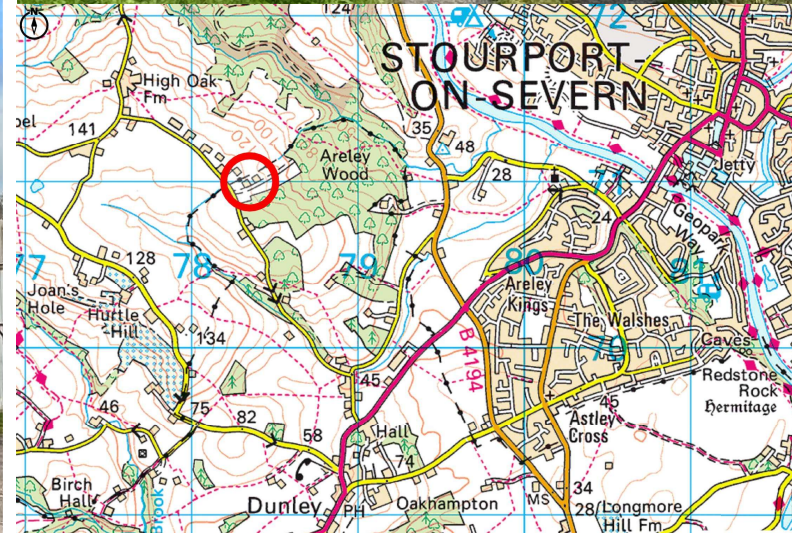 N
124
72
STOURPORT-
ON-SEVERN
High Oak
Fm
141
100
35
48
Areley
Wood
28
71
Jetty
24
Geopark
Way
77
128
78
79
80
Areley
Kings
81
Joan's
Hole
Hurtle
Hill
134
The Walshes
70
Caves
B 4194
45
Redstone
Rock
Hermitage
46
75
82
58
Hall
74
Astley
Cross
45
Birch
Hall
Brook
Dunley
PH
Oakhampton
MS
34
28
Longmore
Hill Fm